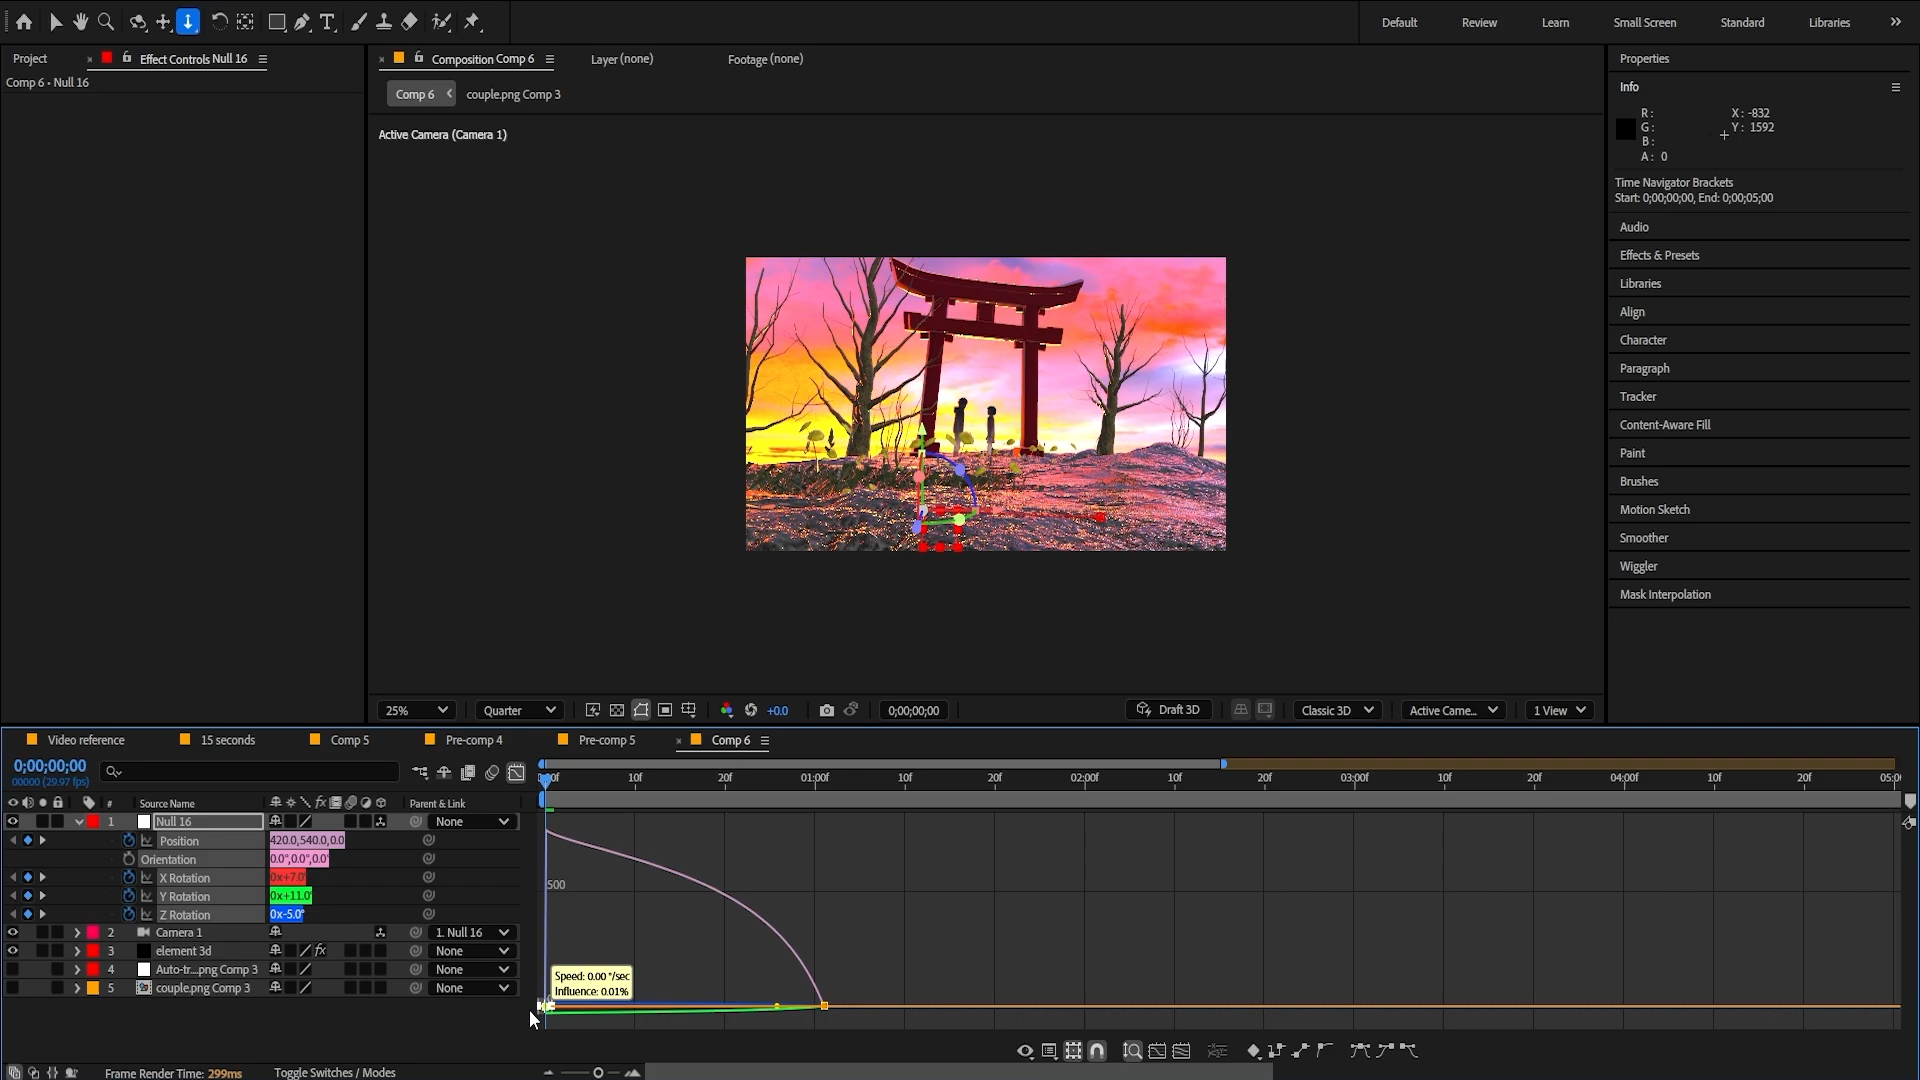 Default
Review
Learn
Small Screen
Standard
Libraries
Project
Effect Controls Null 16
Comp 6 • Null 16
Composition Comp 6
Layer (none)
Footage (none)
Comp 6
couple.png Comp 3
Active Camera (Camera 1)
Properties
Info
R:
G:
B:
A: 0
X: -832
Y: 1592
Time Navigator Brackets
Start: 0;00;00;00, End: 0;00;05;00
Audio
Effects & Presets
Libraries
Align
Character
Paragraph
Tracker
Content-Aware Fill
Paint
Brushes
Motion Sketch
Smoother
Wiggler
Mask Interpolation
25%
Quarter
+0.0
0;00;00;00
Draft 3D
Classic 3D
Active Came...
1 View
Video reference
15 seconds
Comp 5
Pre-comp 4
Pre-comp 5
Comp 6
0;00;00;00
00000 (29.97 fps)
10f
20f
01:00f
10f
20f
02:00f
10f
20f
03:00f
10f
20f
04:00f
10f
20f
# Source Name
fx
Parent & Link
1 Null 16 None
Position 420.0,540.0,0.0
Orientation 0.0°,0.0°,0.0°
X Rotation 0x+7.0°
Y Rotation 0x+11.0°
Z Rotation 0x-5.0°
2 Camera 1 1. Null 16
3 element 3d fx None
4 Auto-tr...png Comp 3 None
5 couple.png Comp 3 None
500
Speed: 0.00 °/sec
Influence: 0.01%
Frame Render Time: 299ms
Toggle Switches / Modes